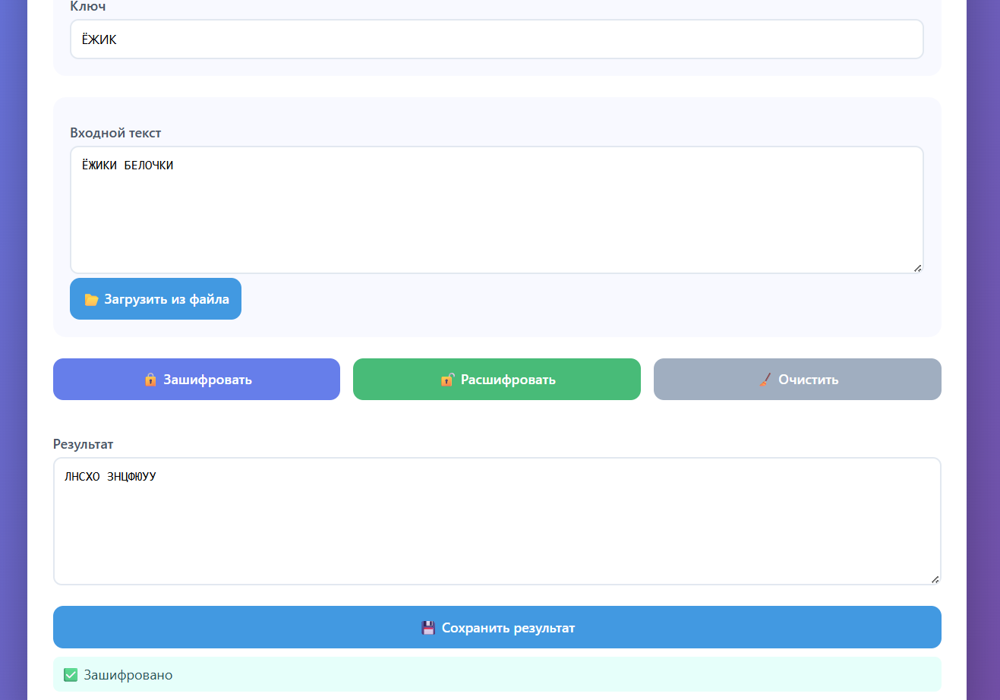 Ключ
ЁЖИК
Входной текст
ЁЖИКИ БЕЛОЧКИ
Загрузить из файла
Зашифровать
Расшифровать
Очистить
Результат
ЛНСХО ЗНЦФЮУУ
Сохранить результат
Зашифровано